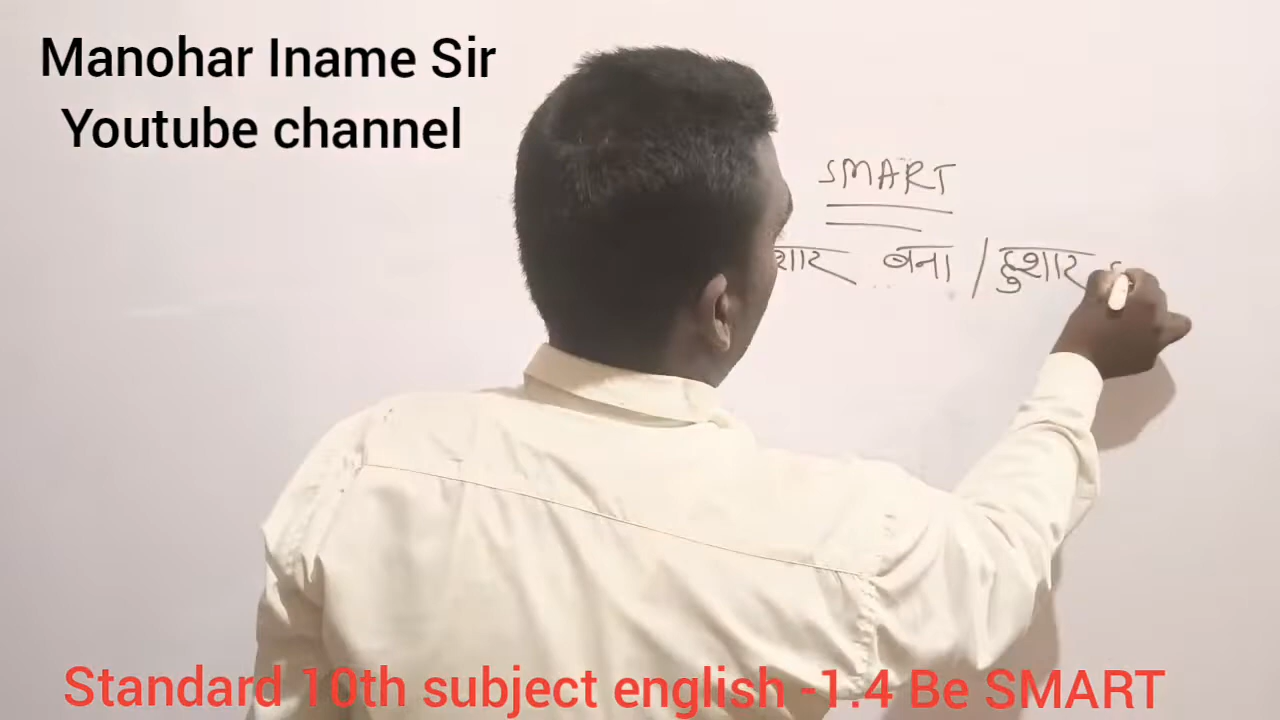 Manohar Iname Sir
Youtube channel
SMART
बना / हुशार
Standard 10th subject english -1.4 Be SMART